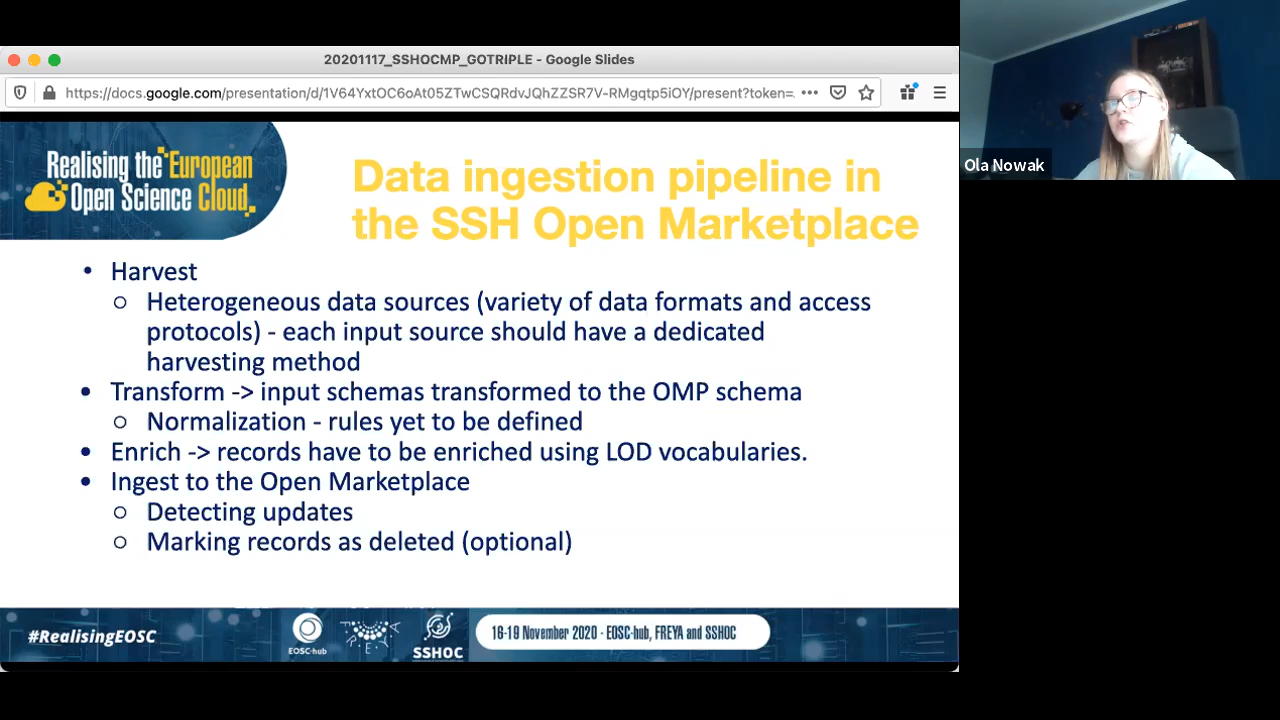 20201117_SSHOCMP_GOTRIPLE - Google Slides
https://docs.google.com/presentation/d/1V64YxtOC6oAt05ZTwCSQRdvJQhZZSR7V-RMgqtp5iOY/present?token=
Ola Nowak
Realising the European
Open Science Cloud
Data ingestion pipeline in
the SSH Open Marketplace
• Harvest
○ Heterogeneous data sources (variety of data formats and access
protocols) - each input source should have a dedicated
harvesting method
• Transform -> input schemas transformed to the OMP schema
○ Normalization - rules yet to be defined
• Enrich -> records have to be enriched using LOD vocabularies.
• Ingest to the Open Marketplace
○ Detecting updates
○ Marking records as deleted (optional)
#RealisingEOSC
EOSC-hub
FREYA
SSHOC
16-19 November 2020 - EOSC-hub, FREYA and SSHOC